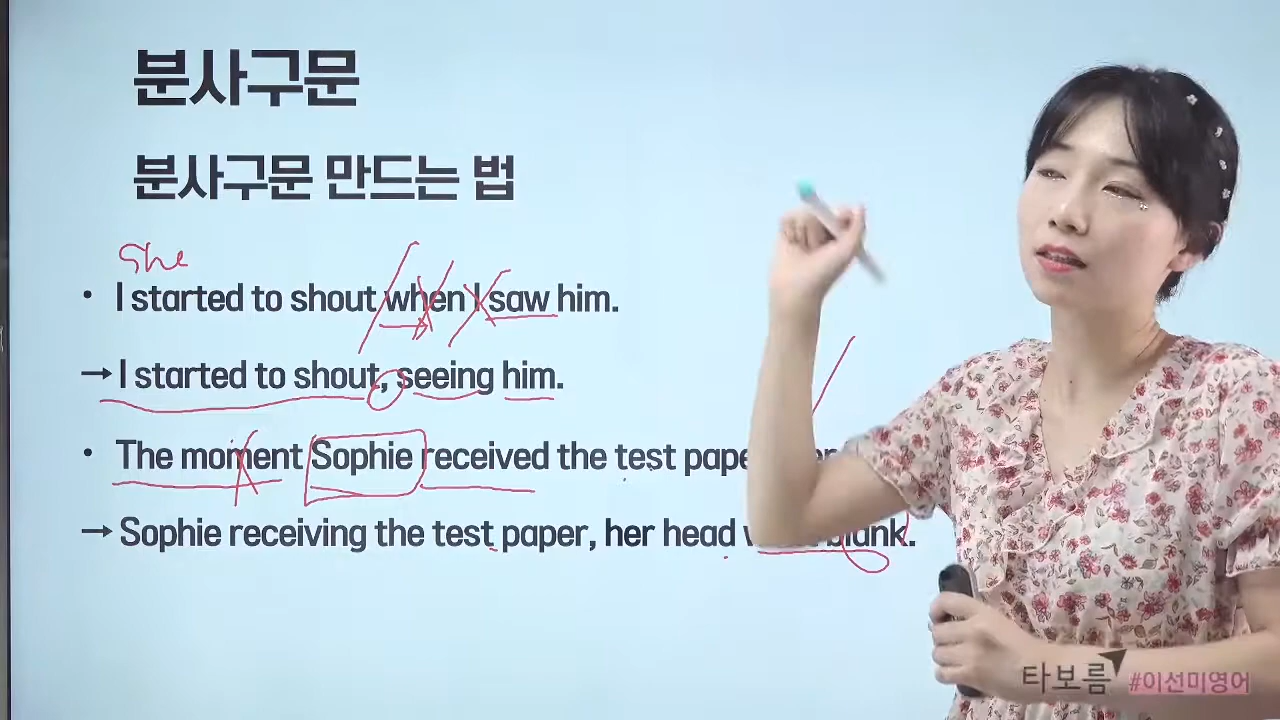 분사구문
분사구문 만드는 법
She
• I started to shout when I saw him.
→ I started to shout, seeing him.
• The moment Sophie received the test
→ Sophie receiving the test paper, her head blank.
타보름 #이선미영어